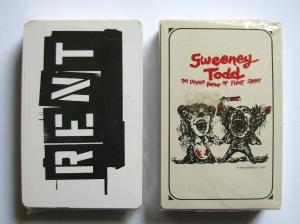 RENT
Sweeney
Todd
THE DEMON BARBER OF FLEET STREET